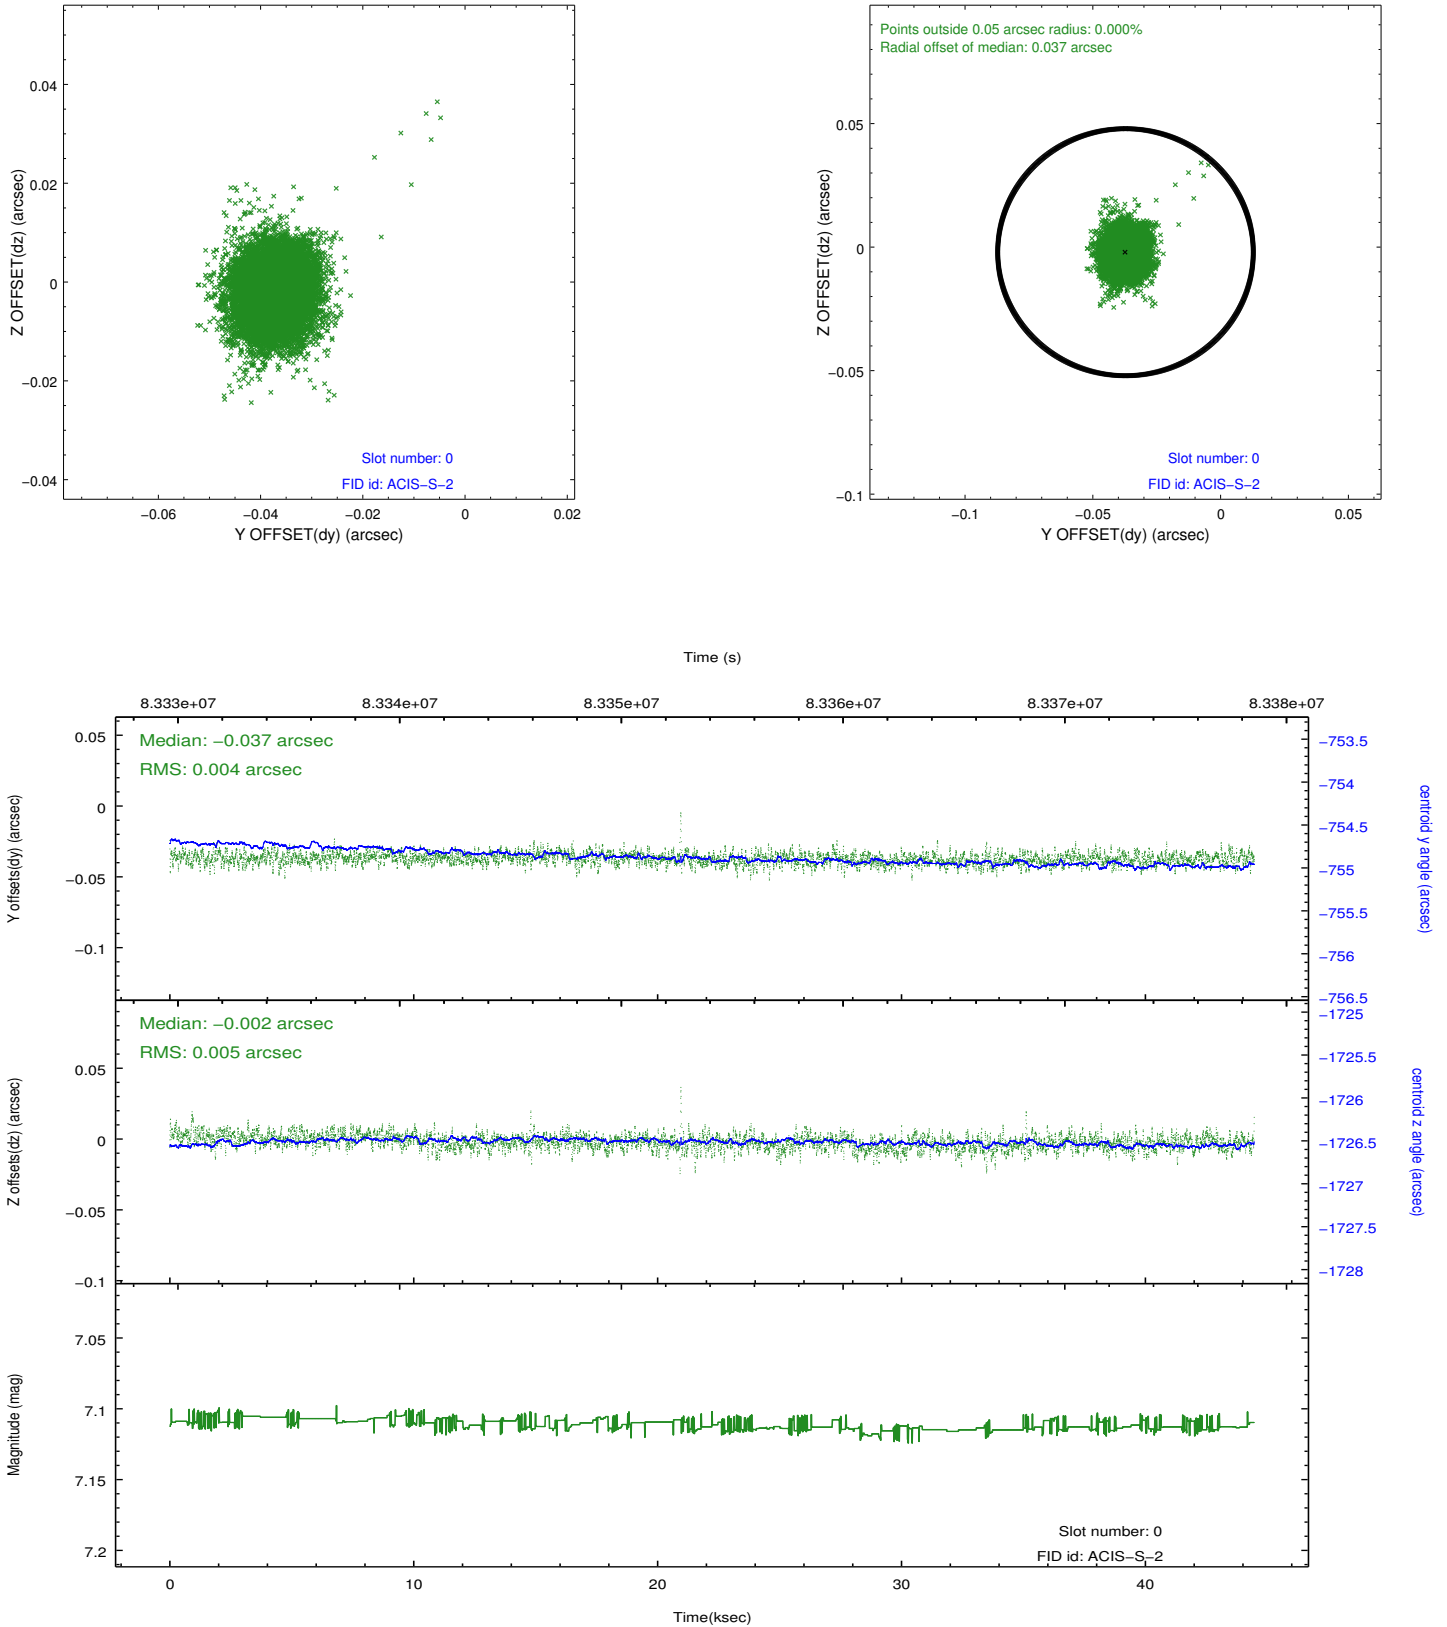 0.04
0.02
0
−0.02
−0.04
−0.06
−0.04
−0.02
0
0.02
Z OFFSET(dz) (arcsec)
Y OFFSET(dy) (arcsec)
Slot number: 0
FID id: ACIS−S−2
Points outside 0.05 arcsec radius: 0.000%
Radial offset of median: 0.037 arcsec
0.05
0
−0.05
−0.1
−0.1
−0.05
0
0.05
Z OFFSET(dz) (arcsec)
Y OFFSET(dy) (arcsec)
Slot number: 0
FID id: ACIS−S−2
Time (s)
8.333e+07
8.334e+07
8.335e+07
8.336e+07
8.337e+07
8.338e+07
Median: −0.037 arcsec
RMS: 0.004 arcsec
0.05
0
−0.05
−0.1
Y offsets(dy) (arcsec)
−753.5
−754
−754.5
−755
−755.5
−756
−756.5
centroid y angle (arcsec)
Median: −0.002 arcsec
RMS: 0.005 arcsec
0.05
0
−0.05
−0.1
Z offsets(dz) (arcsec)
−1725
−1725.5
−1726
−1726.5
−1727
−1727.5
−1728
centroid z angle (arcsec)
7.05
7.1
7.15
7.2
Magnitude (mag)
Slot number: 0
FID id: ACIS−S−2
0
10
20
30
40
Time(ksec)